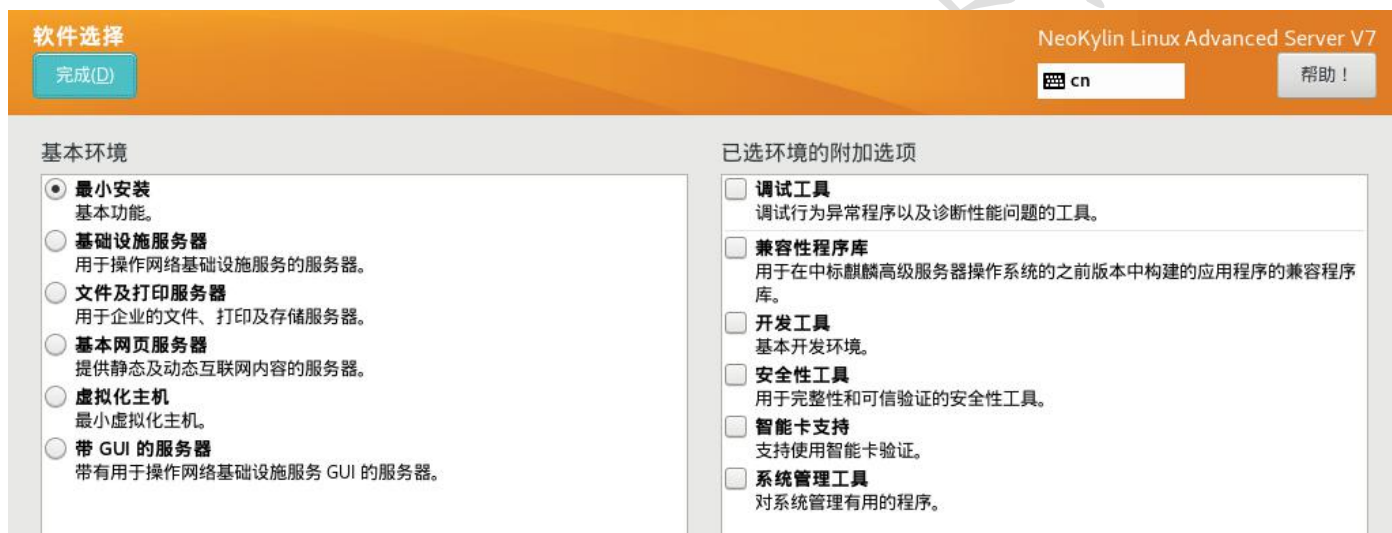 软件选择
NeoKylin Linux Advanced Server V7
完成(D)
cn
帮助！
基本环境
最小安装
基本功能。
基础设施服务器
用于操作网络基础设施服务的服务器。
文件及打印服务器
用于企业的文件、打印及存储服务器。
基本网页服务器
提供静态及动态互联网内容的服务器。
虚拟化主机
最小虚拟化主机。
带 GUI 的服务器
带有用于操作网络基础设施服务 GUI 的服务器。
已选环境的附加选项
调试工具
调试行为异常程序以及诊断性能问题的工具。
兼容性程序库
用于在中标麒麟高级服务器操作系统的之前版本中构建的应用程序的兼容程序
库。
开发工具
基本开发环境。
安全性工具
用于完整性和可信验证的安全性工具。
智能卡支持
支持使用智能卡验证。
系统管理工具
对系统管理有用的程序。